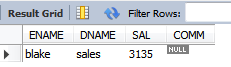 Result Grid Filter Rows:
ENAME DNAME SAL COMM
blake sales 3135 NULL